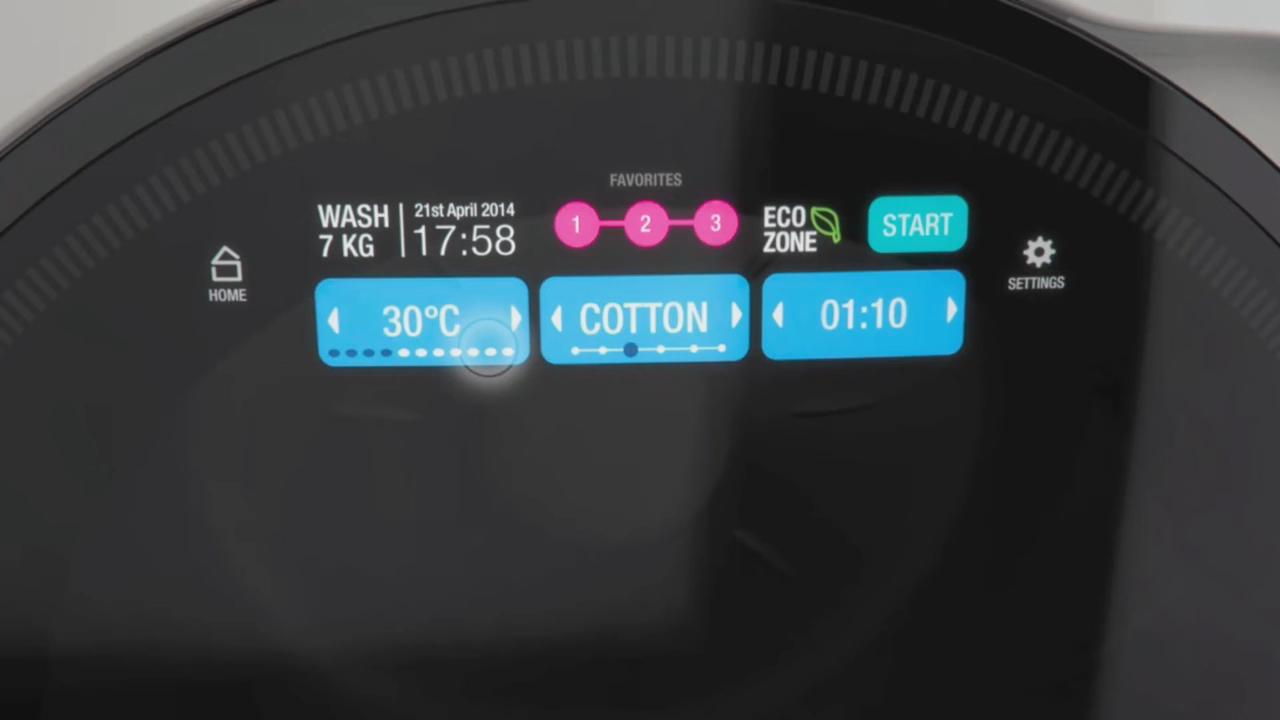 FAVORITES
WASH
7 KG
21st April 2014
17:58
1 2 3
ECO
ZONE
START
HOME
SETTINGS
30°C
COTTON
01:10